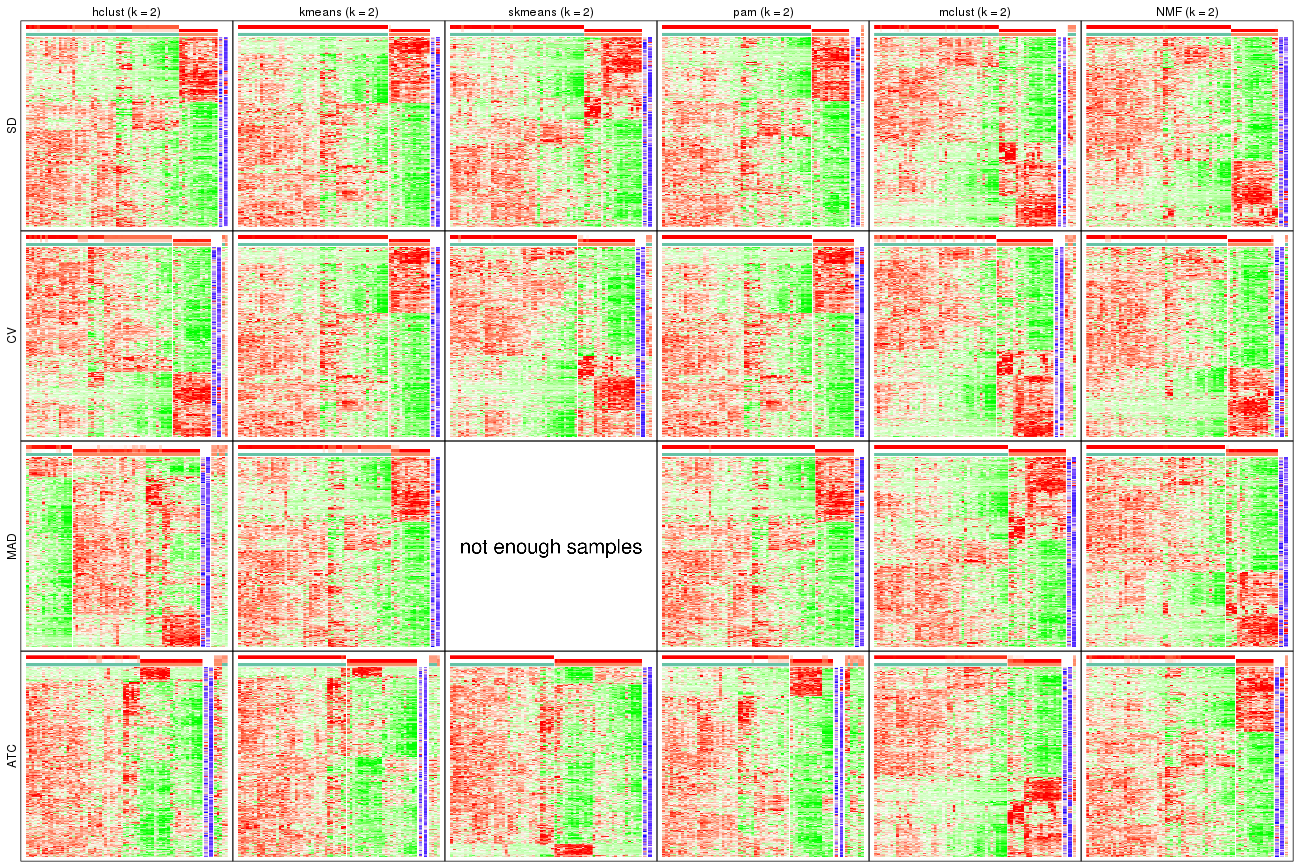 hclust (k = 2) kmeans (k = 2) skmeans (k = 2) pam (k = 2) mclust (k = 2) NMF (k = 2)
SD
CV
MAD
not enough samples
ATC